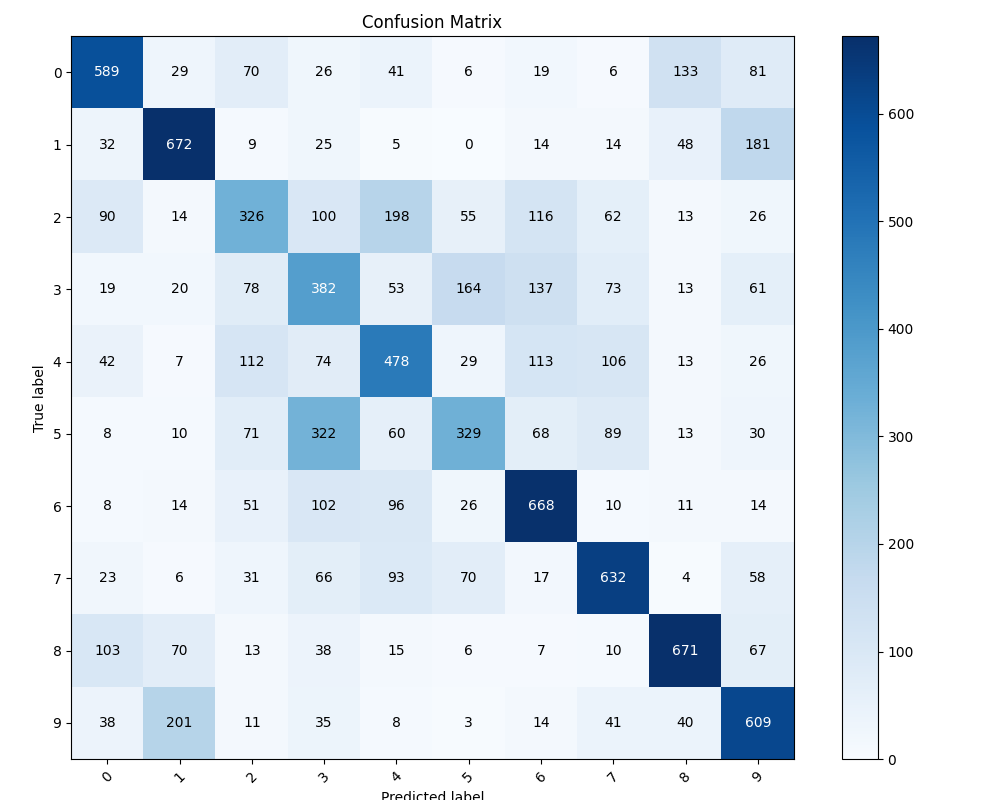 Confusion Matrix
0 589 29 70 26 41 6 19 6 133 81
1 32 672 9 25 5 0 14 14 48 181
2 90 14 326 100 198 55 116 62 13 26
3 19 20 78 382 53 164 137 73 13 61
4 42 7 112 74 478 29 113 106 13 26
5 8 10 71 322 60 329 68 89 13 30
6 8 14 51 102 96 26 668 10 11 14
7 23 6 31 66 93 70 17 632 4 58
8 103 70 13 38 15 6 7 10 671 67
9 38 201 11 35 8 3 14 41 40 609
0 1 2 3 4 5 6 7 8 9
Predicted label
True label
600
500
400
300
200
100
0